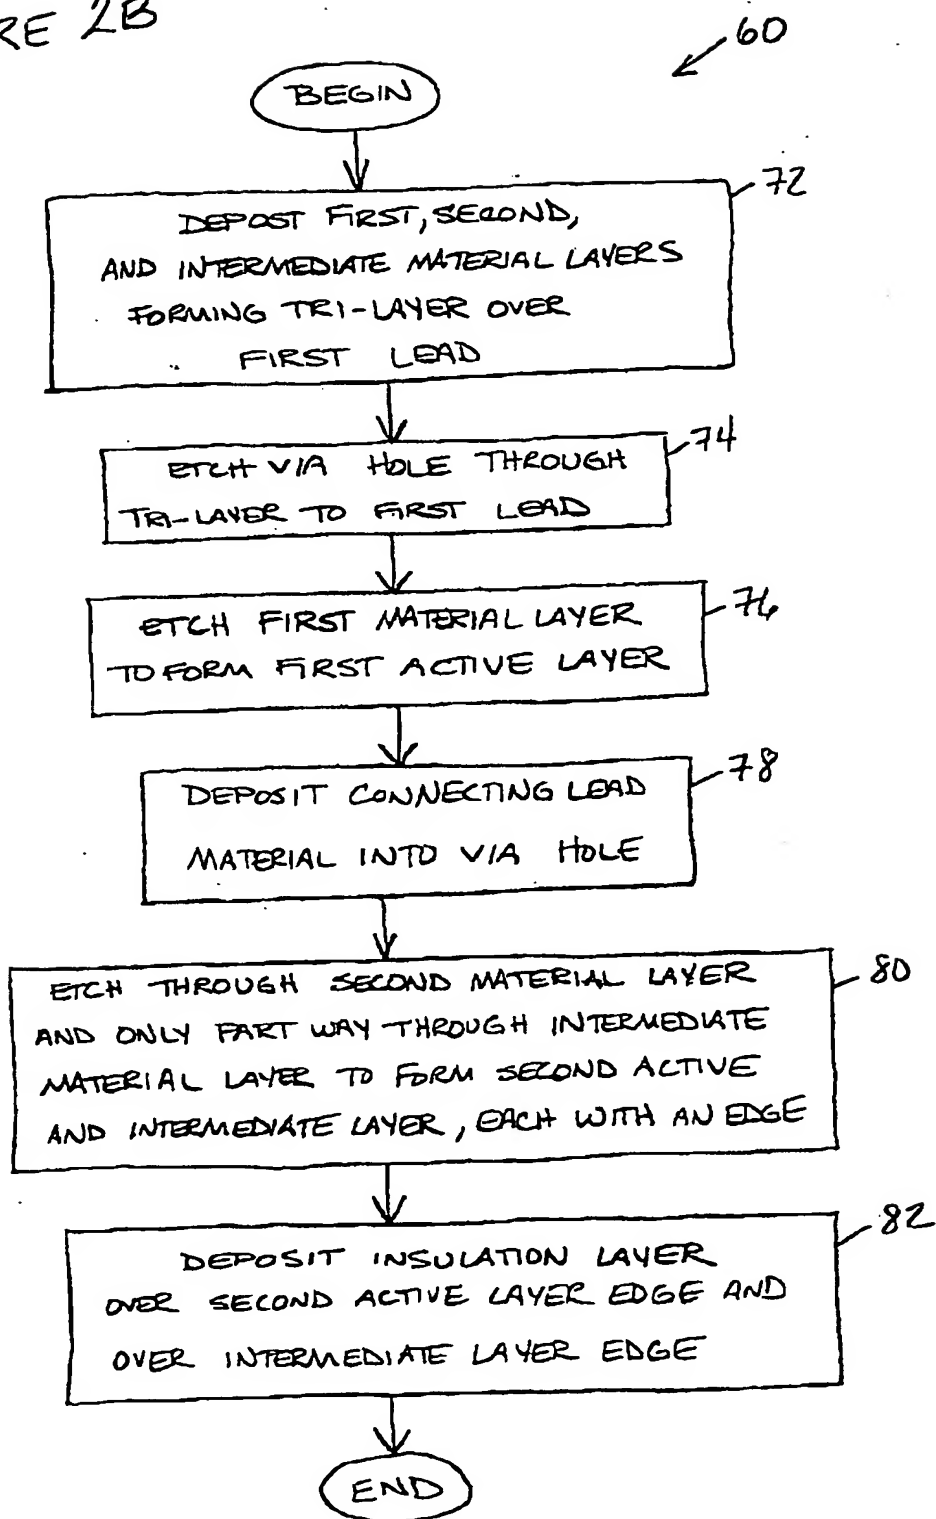 RE 2B
60
BEGIN
72
DEPOST FIRST, SECOND,
AND INTERMEDIATE MATERIAL LAYERS
FORMING TRI-LAYER OVER
FIRST LEAD
74
ETCH VIA HOLE THROUGH
TRI-LAYER TO FIRST LEAD
76
ETCH FIRST MATERIAL LAYER
TO FORM FIRST ACTIVE LAYER
78
DEPOSIT CONNECTING LEAD
MATERIAL INTO VIA HOLE
80
ETCH THROUGH SECOND MATERIAL LAYER
AND ONLY PART WAY THROUGH INTERMEDIATE
MATERIAL LAYER TO FORM SECOND ACTIVE
AND INTERMEDIATE LAYER, EACH WITH AN EDGE
82
DEPOSIT INSULATION LAYER
OVER SECOND ACTIVE LAYER EDGE AND
OVER INTERMEDIATE LAYER EDGE
END